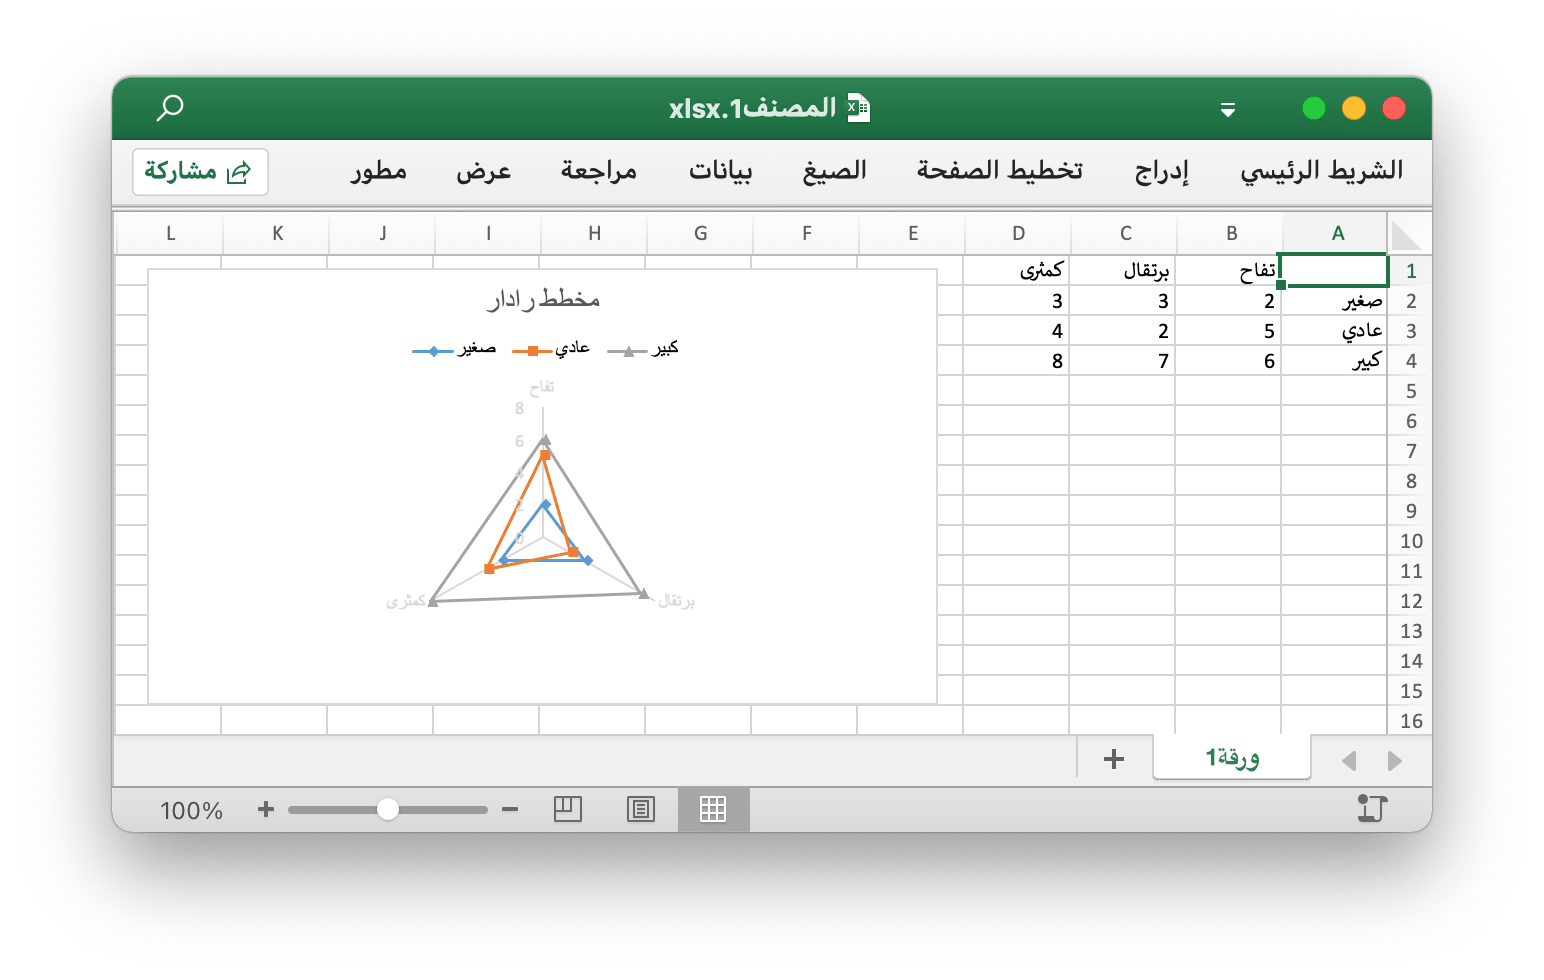 المصنف1.xlsx
الشريط الرئيسي إدراج تخطيط الصفحة الصيغ بيانات مراجعة عرض مطور مشاركة
A B C D E F G H I J K L
1 تفاح برتقال كمثرى
2 صغير 2 3 3
3 عادي 5 2 4
4 كبير 6 7 8
5
6
7
8
9
10
11
12
13
14
15
16
مخطط رادار
كبير عادي صغير
تفاح
8
6
4
2
0
برتقال كمثرى
ورقة1 +
100%